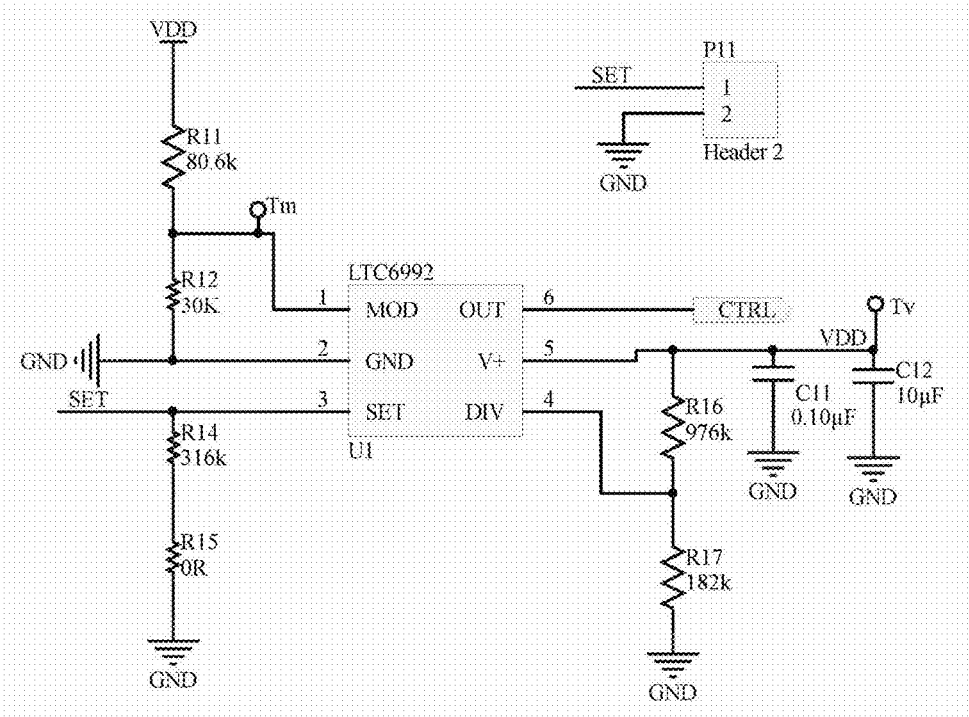 VDD
P11
SET
1
2
Header 2
GND
R11
80.6k
Tm
LTC6992
R12
30K
1
MOD
OUT
6
CTRL
Tv
GND
2
GND
V+
5
VDD
SET
3
SET
DIV
4
U1
R14
316k
R16
976k
C11
0.10μF
C12
10μF
GND
GND
R15
0R
R17
182k
GND
GND